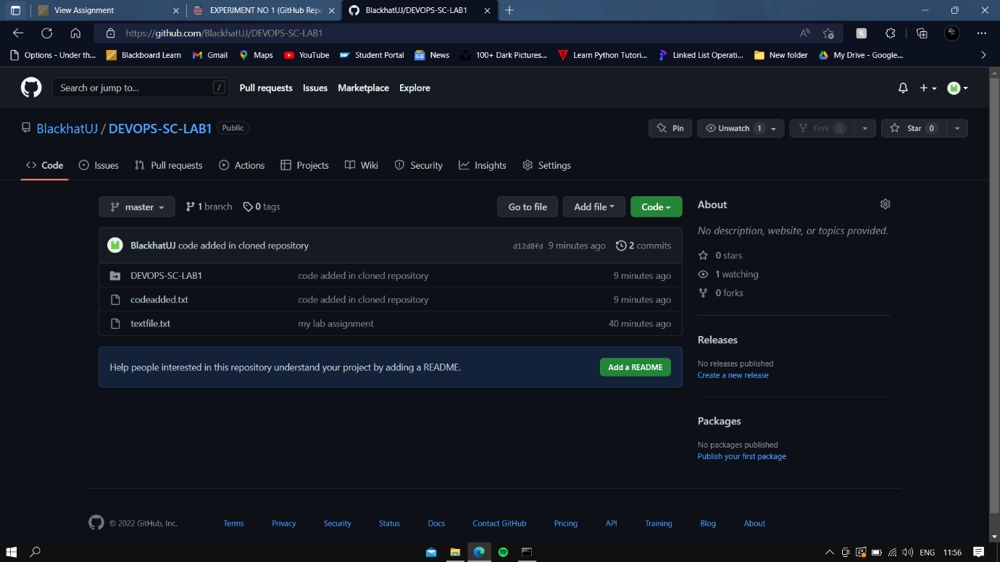 View Assignment
EXPERIMENT NO 1 (GitHub Repo
BlackhatUJ/DEVOPS-SC-LAB1
https://github.com/BlackhatUJ/DEVOPS-SC-LAB1
Options - Under th... Blackboard Learn Gmail Maps YouTube Student Portal News 100+ Dark Pictures... Learn Python Tutori... Linked List Operati... New folder My Drive - Google...
Search or jump to... / Pull requests Issues Marketplace Explore
BlackhatUJ / DEVOPS-SC-LAB1 Public Pin Unwatch 1 Fork 0 Star 0
Code Issues Pull requests Actions Projects Wiki Security Insights Settings
master 1 branch 0 tags Go to file Add file Code
BlackhatUJ code added in cloned repository d12d8fd 9 minutes ago 2 commits
DEVOPS-SC-LAB1 code added in cloned repository 9 minutes ago
codeadded.txt code added in cloned repository 9 minutes ago
textfile.txt my lab assignment 40 minutes ago
Help people interested in this repository understand your project by adding a README. Add a README
About
No description, website, or topics provided.
0 stars
1 watching
0 forks
Releases
No releases published
Create a new release
Packages
No packages published
Publish your first package
© 2022 GitHub, Inc. Terms Privacy Security Status Docs Contact GitHub Pricing API Training Blog About
ENG 11:56